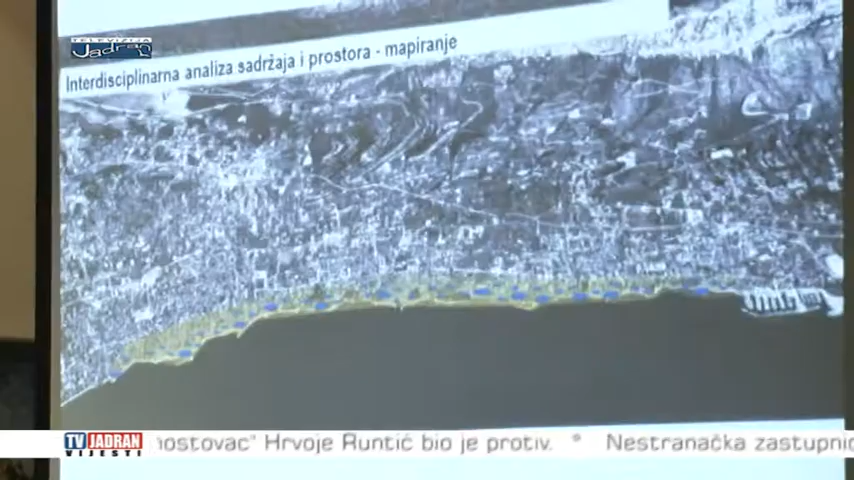 TELEVIZIJA
Jadran
Interdisciplinarna analiza sadržaja i prostora - mapiranje
TV JADRAN
VIJESTI
nostovac" Hrvoje Runtić bio je protiv. * Nestranačka zastupnic